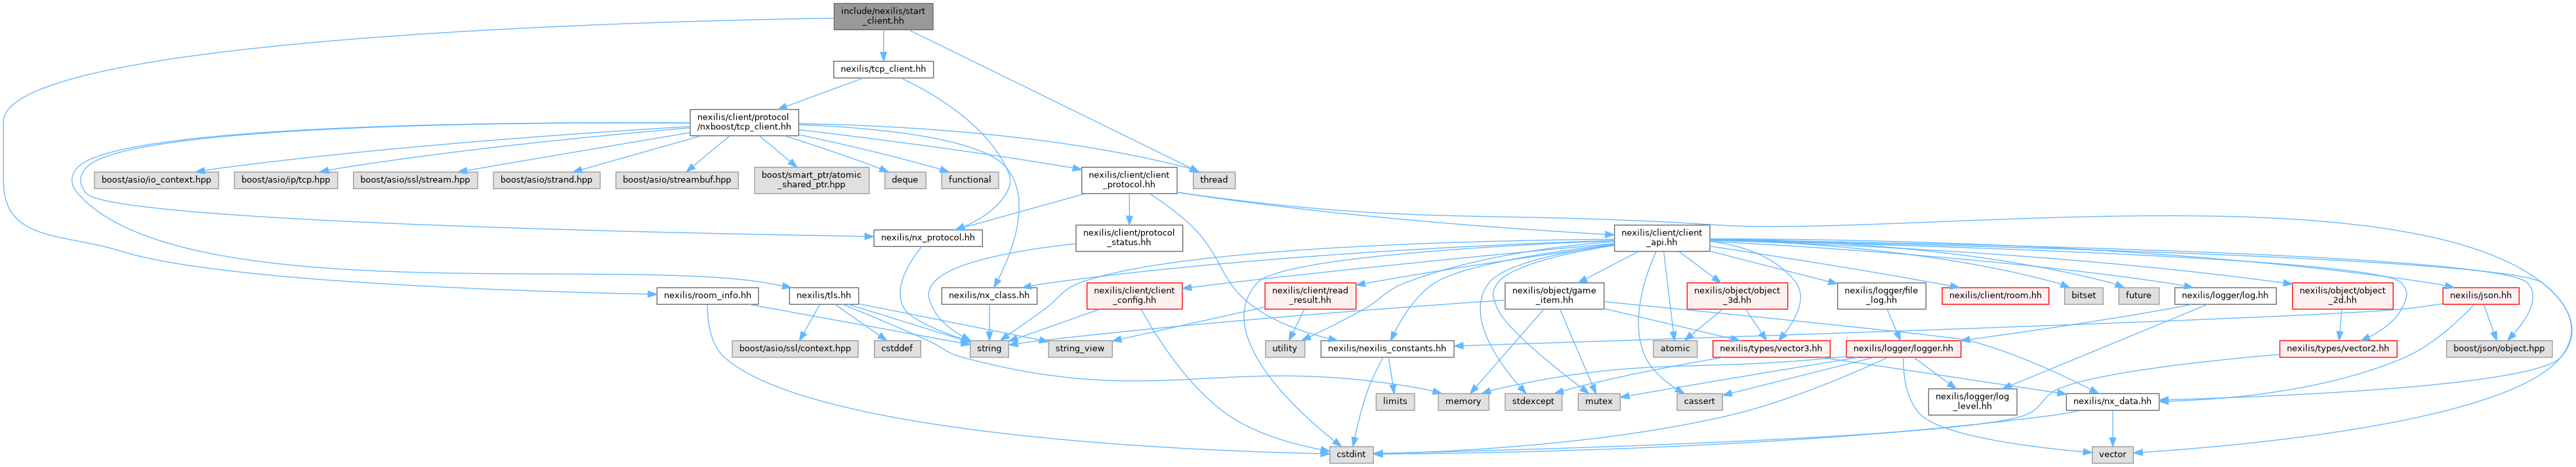 include/nexilis/start
_client.hh
nexilis/tcp_client.hh
nexilis/client/protocol
/nxboost/tcp_client.hh
boost/asio/io_context.hpp
boost/asio/ip/tcp.hpp
boost/asio/ssl/stream.hpp
boost/asio/strand.hpp
boost/asio/streambuf.hpp
boost/smart_ptr/atomic
_shared_ptr.hpp
deque
functional
nexilis/client/client
_protocol.hh
thread
nexilis/nx_protocol.hh
nexilis/client/protocol
_status.hh
nexilis/client/client
_api.hh
nexilis/room_info.hh
nexilis/tls.hh
nexilis/nx_class.hh
nexilis/client/client
_config.hh
nexilis/client/read
_result.hh
nexilis/object/game
_item.hh
nexilis/object/object
_3d.hh
nexilis/logger/file
_log.hh
nexilis/client/room.hh
bitset
future
nexilis/logger/log.hh
nexilis/object/object
_2d.hh
nexilis/json.hh
boost/asio/ssl/context.hpp
cstddef
string
string_view
utility
nexilis/nexilis_constants.hh
atomic
nexilis/types/vector3.hh
nexilis/logger/logger.hh
nexilis/types/vector2.hh
boost/json/object.hpp
limits
memory
stdexcept
mutex
cassert
nexilis/logger/log
_level.hh
nexilis/nx_data.hh
cstdint
vector